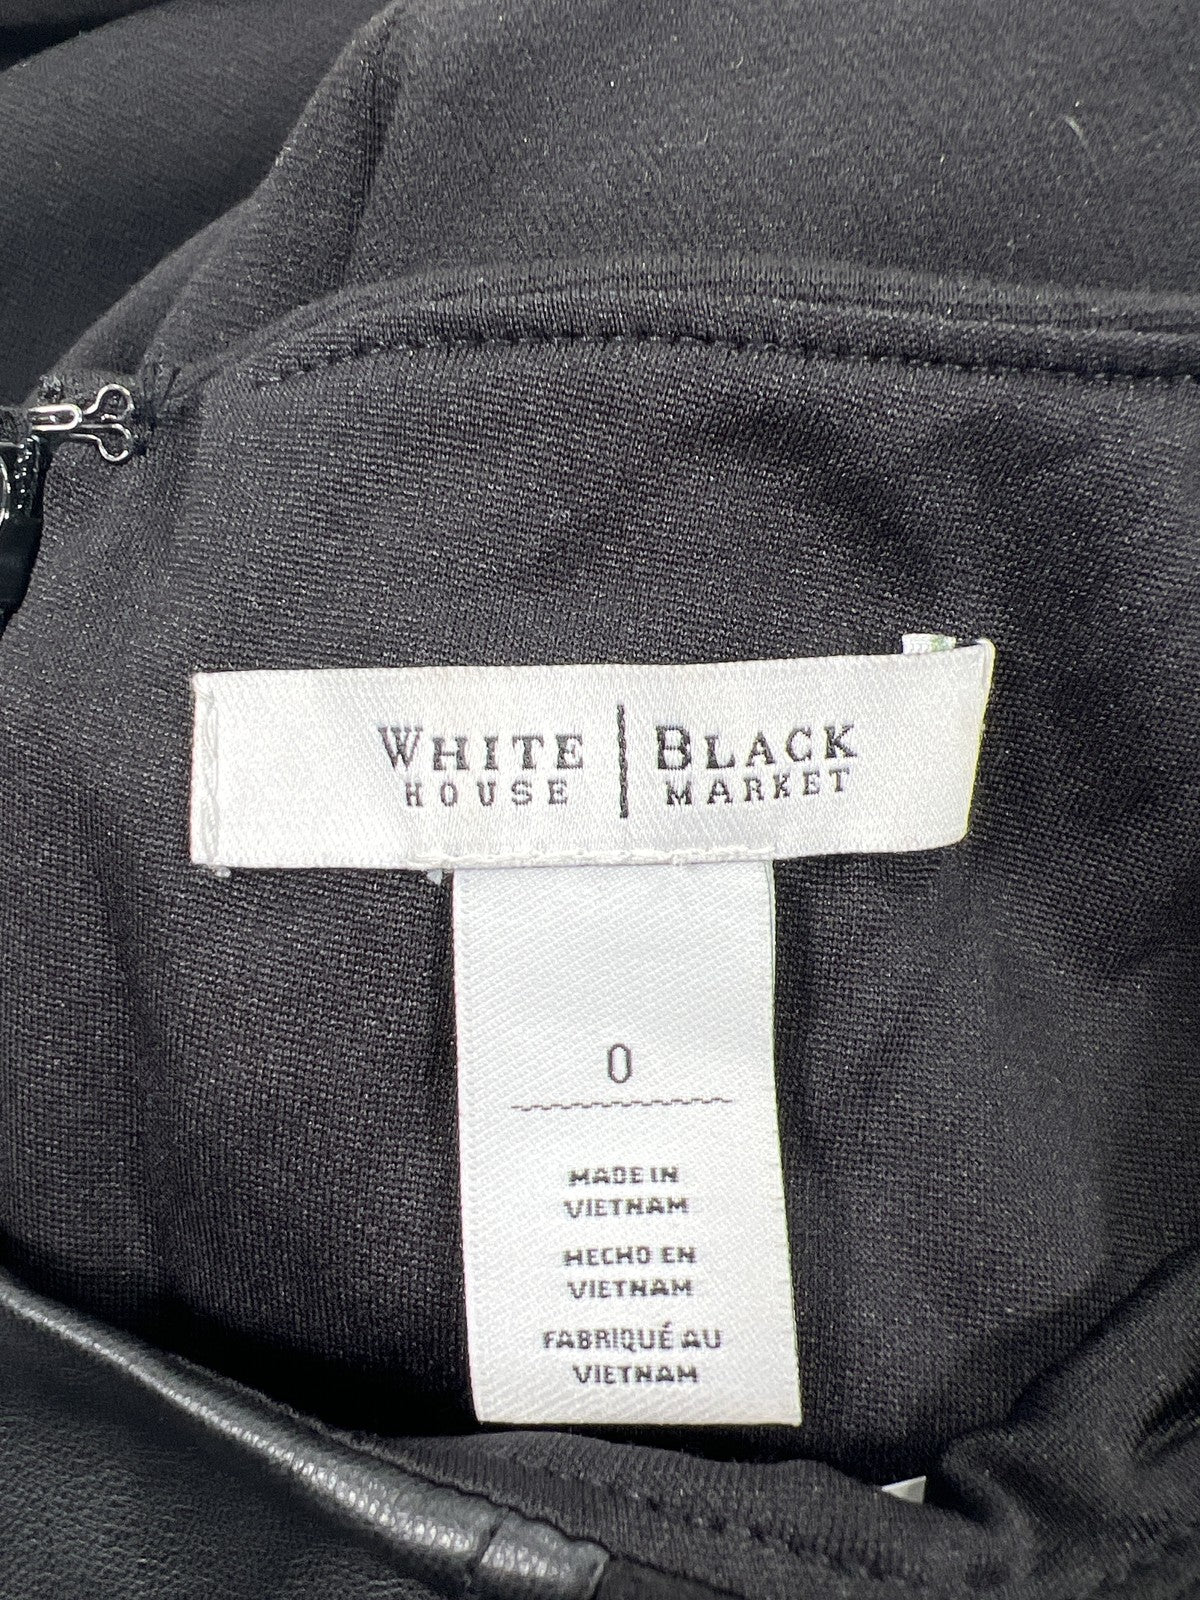 WHITE | BLACK
HOUSE | MARKET
0
MADE IN
VIETNAM
HECHO EN
VIETNAM
FABRIQUÉ AU
VIETNAM